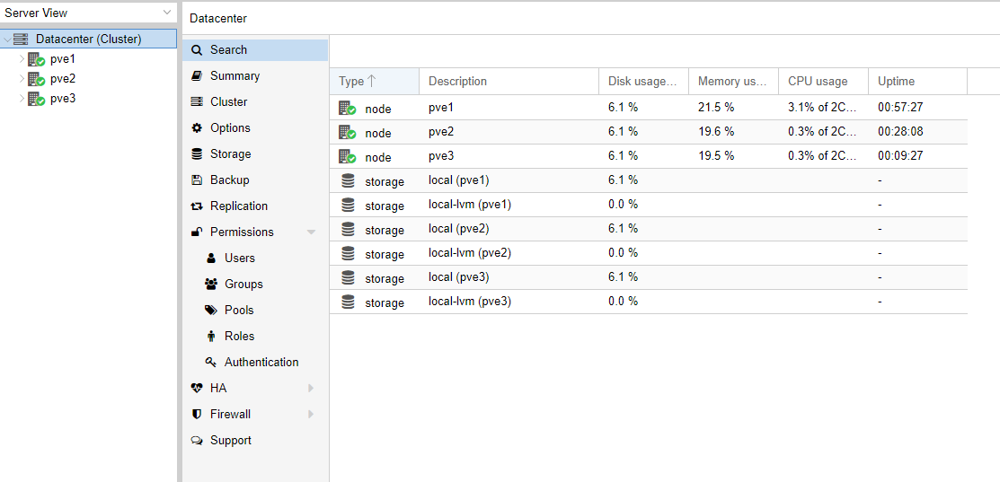 Server View
Datacenter (Cluster)
pve1
pve2
pve3
Datacenter
Search
Summary
Cluster
Options
Storage
Backup
Replication
Permissions
Users
Groups
Pools
Roles
Authentication
HA
Firewall
Support
Type Description Disk usage... Memory us... CPU usage Uptime
node pve1 6.1 % 21.5 % 3.1% of 2C... 00:57:27
node pve2 6.1 % 19.6 % 0.3% of 2C... 00:28:08
node pve3 6.1 % 19.5 % 0.3% of 2C... 00:09:27
storage local (pve1) 6.1 % -
storage local-lvm (pve1) 0.0 % -
storage local (pve2) 6.1 % -
storage local-lvm (pve2) 0.0 % -
storage local (pve3) 6.1 % -
storage local-lvm (pve3) 0.0 % -